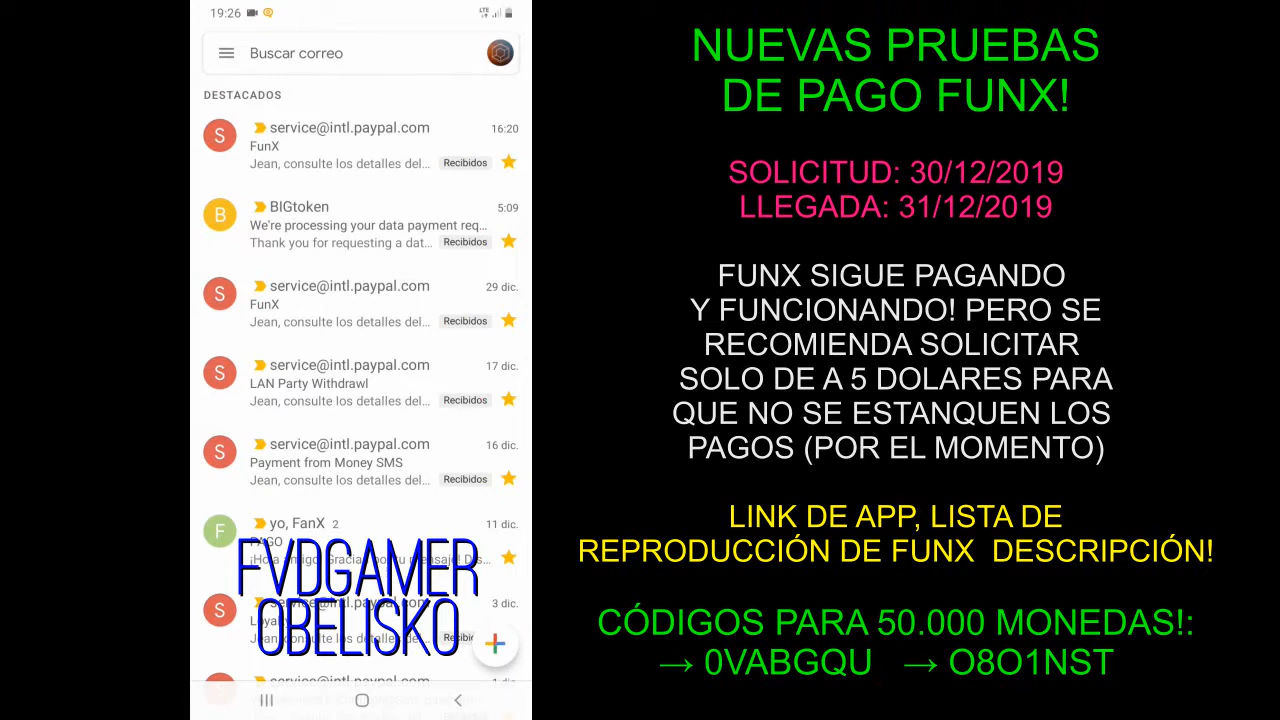 19:26
LTE
Buscar correo
DESTACADOS
S
service@intl.paypal.com
16:20
FunX
Jean, consulte los detalles del...
Recibidos
B
BIGtoken
5:09
We're processing your data payment req...
Thank you for requesting a dat...
Recibidos
S
service@intl.paypal.com
29 dic.
FunX
Jean, consulte los detalles del...
Recibidos
S
service@intl.paypal.com
17 dic.
LAN Party Withdrawl
Jean, consulte los detalles del...
Recibidos
S
service@intl.paypal.com
16 dic.
Payment from Money SMS
Jean, consulte los detalles del...
Recibidos
F
yo, FanX 2
11 dic.
FVDGAMER
S
service@intl.paypal.com
3 dic.
OBELISKO
NUEVAS PRUEBAS
DE PAGO FUNX!
SOLICITUD: 30/12/2019
LLEGADA: 31/12/2019
FUNX SIGUE PAGANDO
Y FUNCIONANDO! PERO SE
RECOMIENDA SOLICITAR
SOLO DE A 5 DOLARES PARA
QUE NO SE ESTANQUEN LOS
PAGOS (POR EL MOMENTO)
LINK DE APP, LISTA DE
REPRODUCCIÓN DE FUNX DESCRIPCIÓN!
CÓDIGOS PARA 50.000 MONEDAS!:
→ 0VABGQU → O8O1NST